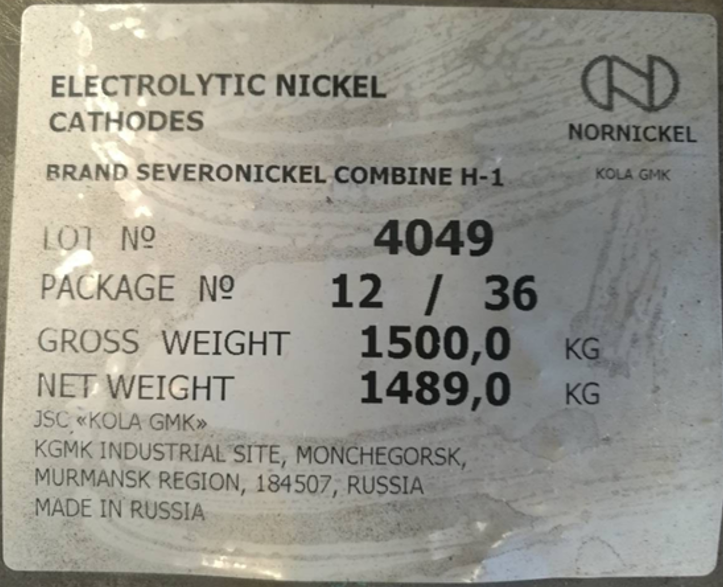 ELECTROLYTIC NICKEL
CATHODES
NORNICKEL
BRAND SEVERONICKEL COMBINE H-1
KOLA GMK
LOT № 4049
PACKAGE № 12 / 36
GROSS WEIGHT 1500,0 KG
NET WEIGHT 1489,0 KG
JSC «KOLA GMK»
KGMK INDUSTRIAL SITE, MONCHEGORSK,
MURMANSK REGION, 184507, RUSSIA
MADE IN RUSSIA